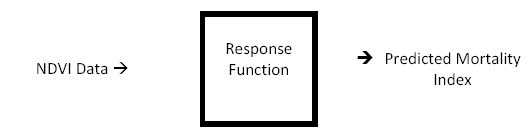 NDVI Data →
Response
Function
→ Predicted Mortality
Index